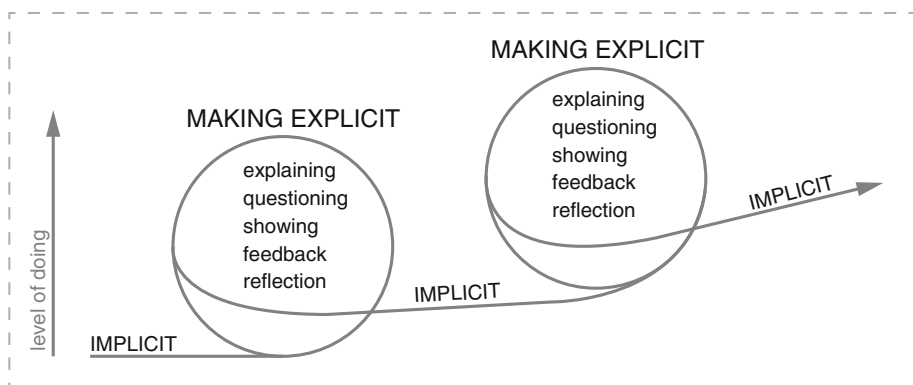 MAKING EXPLICIT
explaining
questioning
showing
feedback
reflection
MAKING EXPLICIT
explaining
questioning
showing
feedback
reflection
level of doing
IMPLICIT
IMPLICIT
IMPLICIT